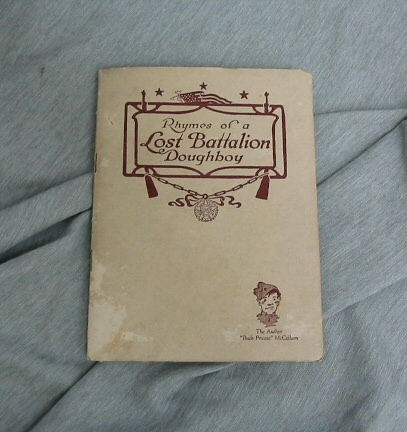 Rhymes of a
Lost Battalion
Doughboy
The Author
"Buck Private" McCollum